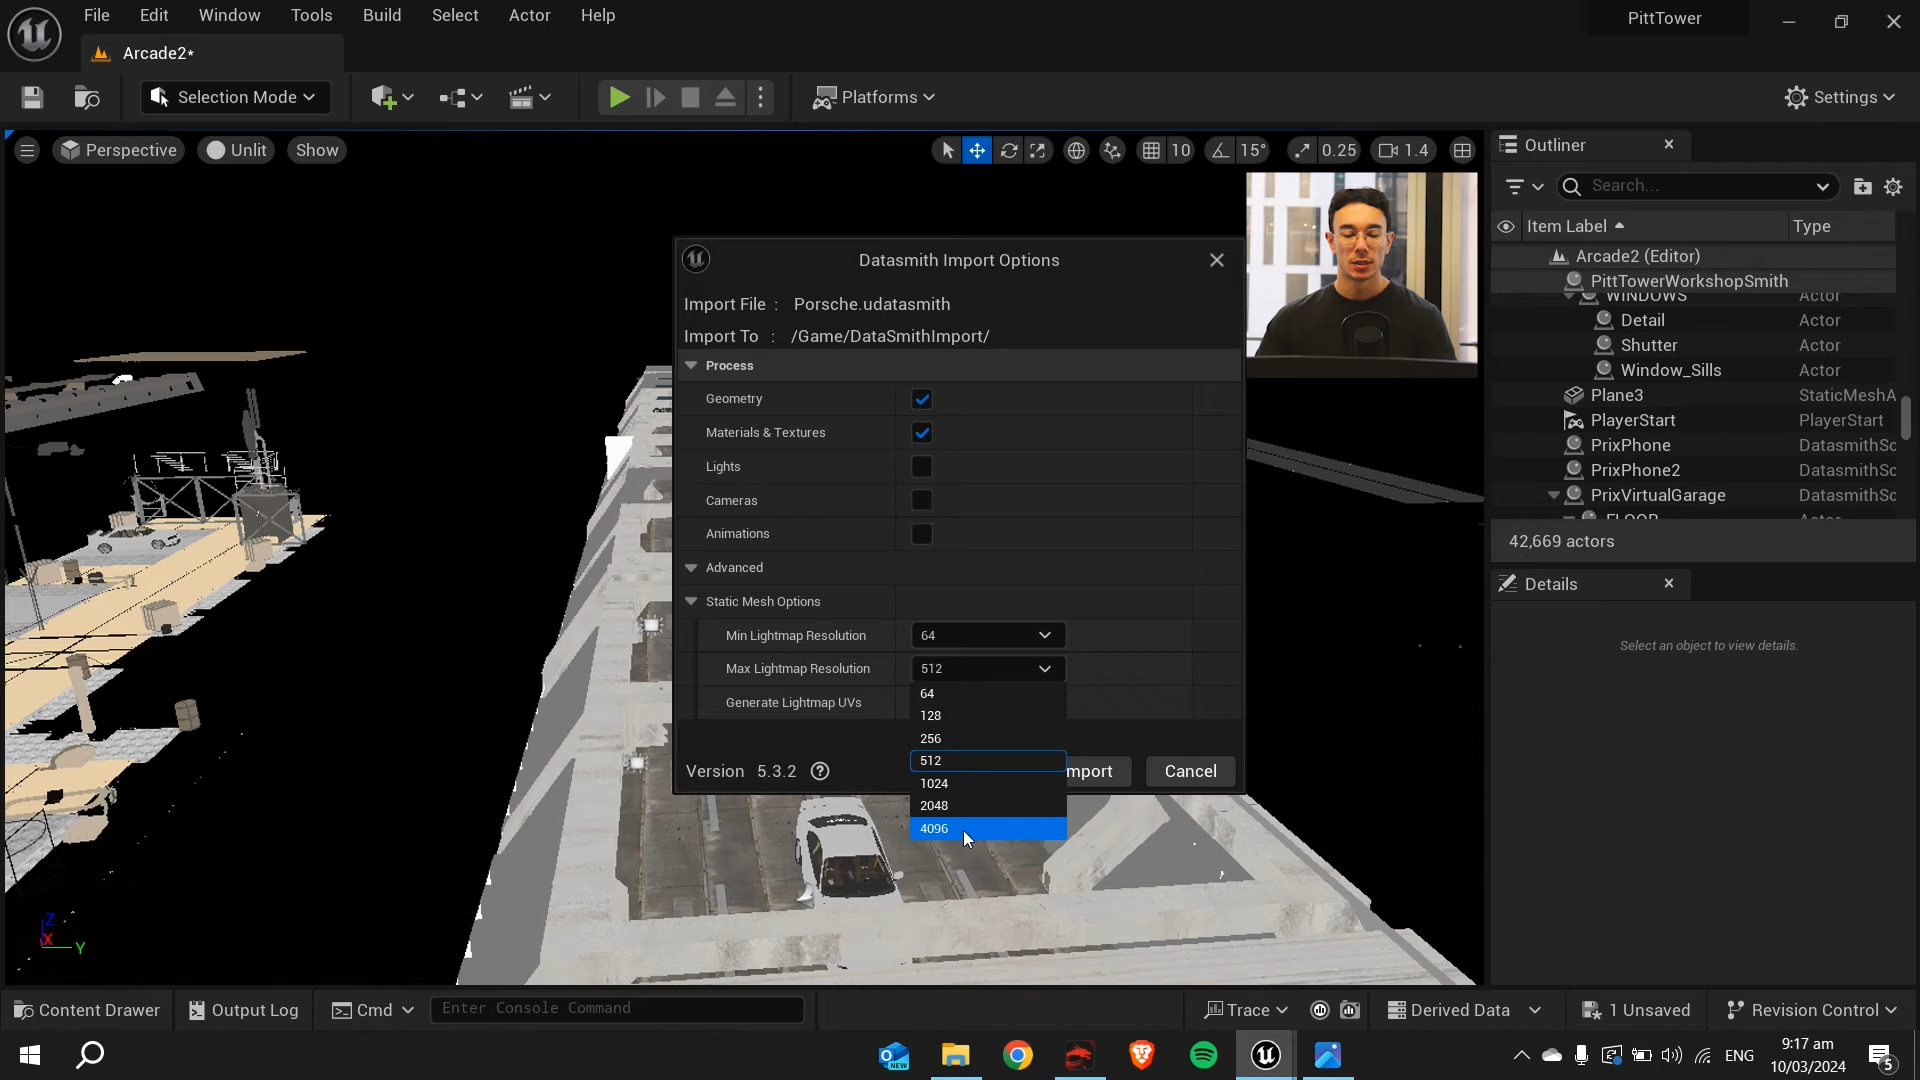 File Edit Window Tools Build Select Actor Help
PittTower
Arcade2*
Selection Mode
Platforms
Settings
Perspective
Unlit
Show
10
15°
0.25
1.4
Outliner
Search...
Item Label
Type
Arcade2 (Editor)
PittTowerWorkshopSmith
WINDOWS Actor
Detail Actor
Shutter Actor
Window_Sills Actor
Plane3 StaticMeshA
PlayerStart PlayerStart
PrixPhone DatasmithSc
PrixPhone2 DatasmithSc
PrixVirtualGarage DatasmithSc
FLOOR Actor
42,669 actors
Details
Select an object to view details.
Datasmith Import Options
Import File : Porsche.udatasmith
Import To : /Game/DataSmithImport/
Process
Geometry
Materials & Textures
Lights
Cameras
Animations
Advanced
Static Mesh Options
Min Lightmap Resolution 64
Max Lightmap Resolution 512
Generate Lightmap UVs
64
128
256
512
1024
2048
4096
Version 5.3.2
mport
Cancel
Z
X
Y
Content Drawer
Output Log
Cmd
Enter Console Command
Trace
Derived Data
1 Unsaved
Revision Control
NEW
ENG
9:17 am
10/03/2024
5